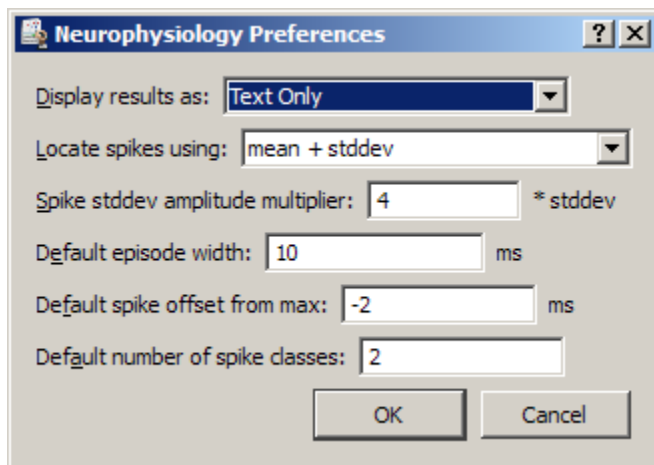 Neurophysiology Preferences
Display results as: Text Only
Locate spikes using: mean + stddev
Spike stddev amplitude multiplier: 4 * stddev
Default episode width: 10 ms
Default spike offset from max: -2 ms
Default number of spike classes: 2
OK Cancel